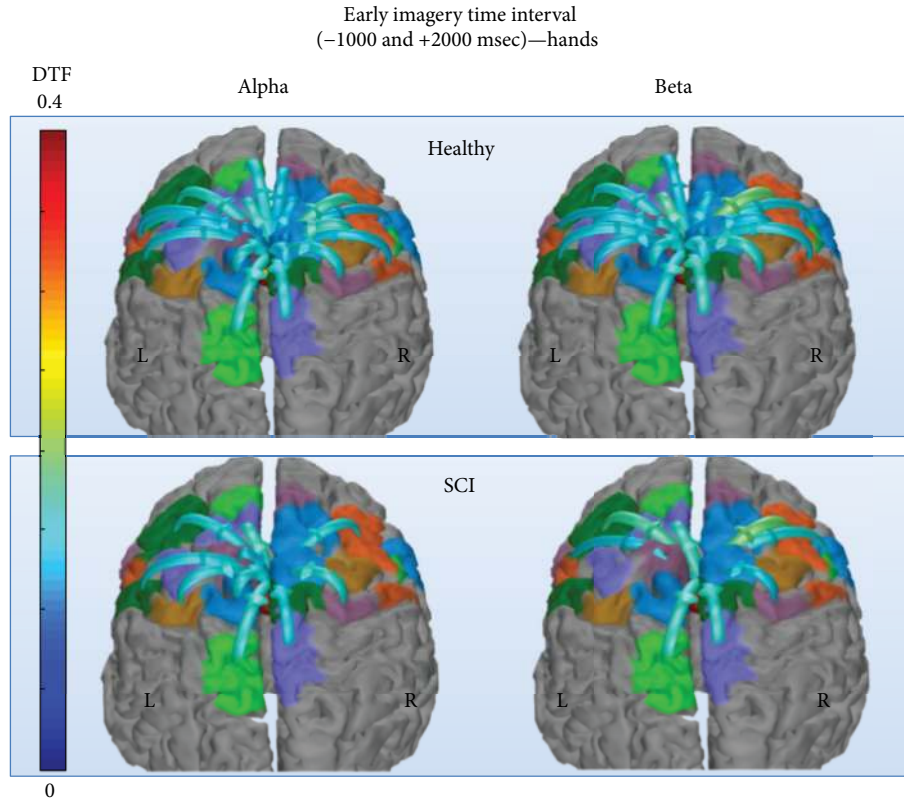 Early imagery time interval
(−1000 and +2000 msec)—hands
DTF
0.4
Alpha
Beta
Healthy
L
R
L
R
SCI
L
R
L
R
0